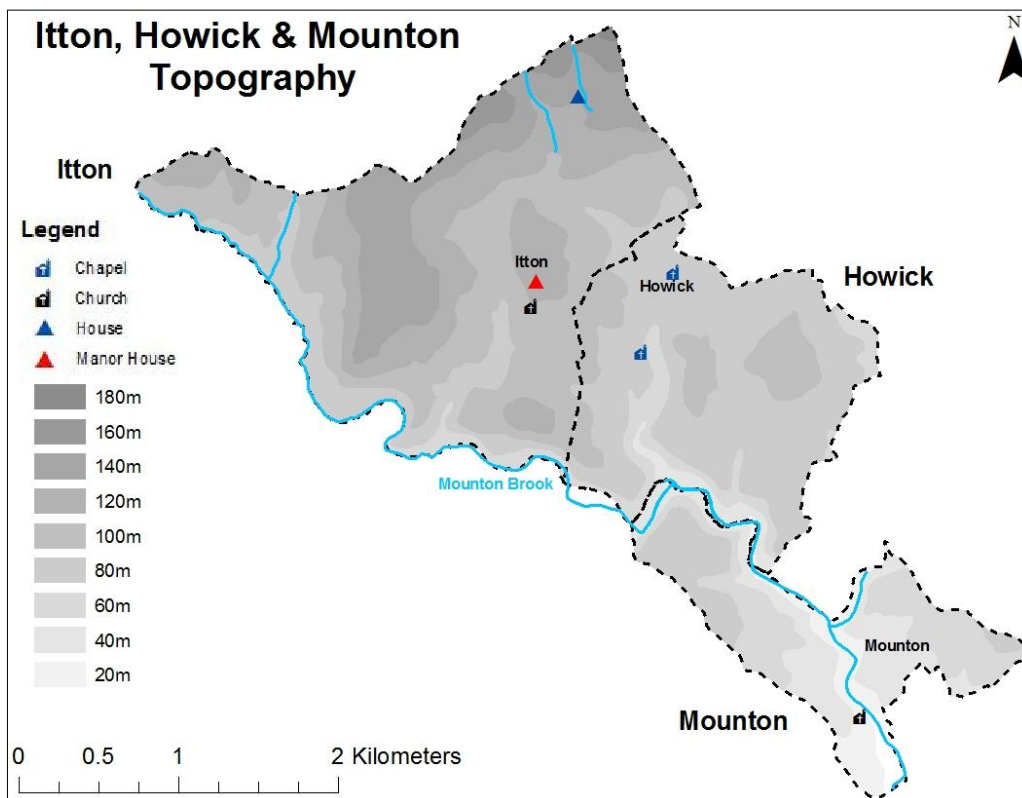 Itton, Howick & Mounton
Topography
N
Itton
Legend
Chapel
Church
House
Manor House
180m
160m
140m
120m
100m
80m
60m
40m
20m
Itton
Howick
Howick
Mounton Brook
Mounton
Mounton
0 0.5 1 2 Kilometers